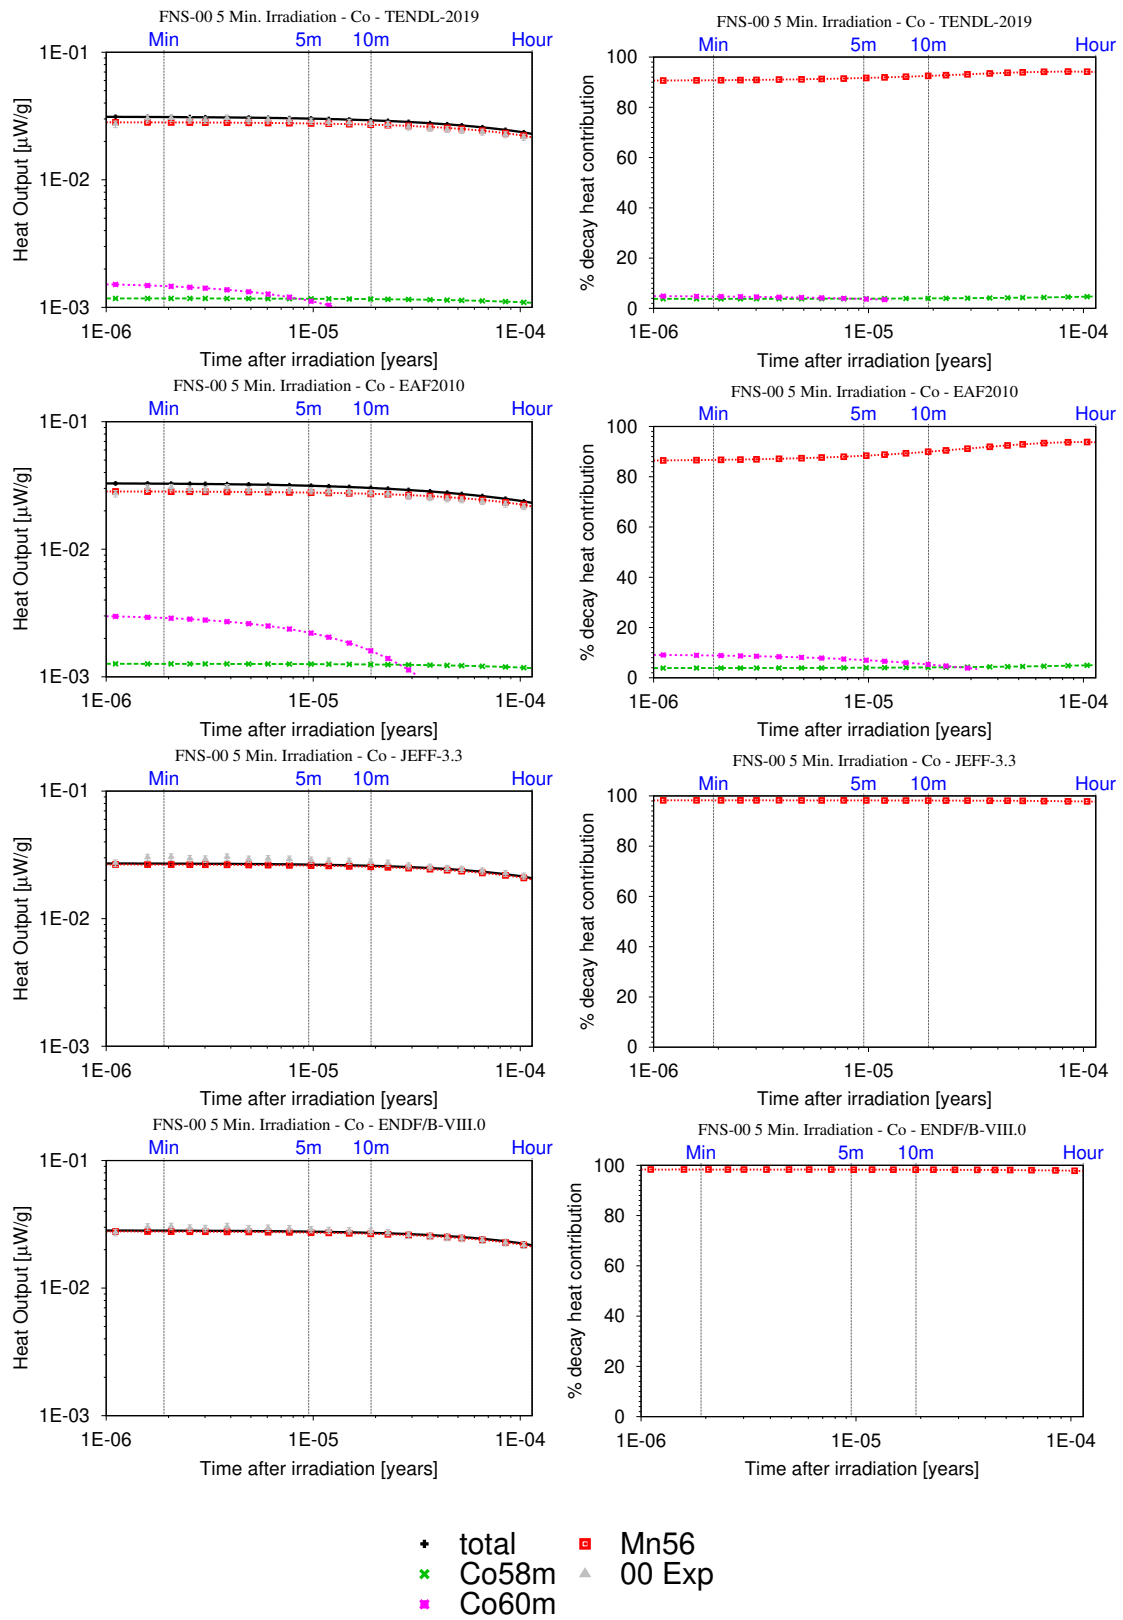 FNS-00 5 Min. Irradiation - Co - TENDL-2019
Min 5m 10m Hour
1E-01
1E-02
1E-03
Heat Output [µW/g]
1E-06 1E-05 1E-04
Time after irradiation [years]
FNS-00 5 Min. Irradiation - Co - TENDL-2019
Min 5m 10m Hour
100
80
60
40
20
0
% decay heat contribution
1E-06 1E-05 1E-04
Time after irradiation [years]
FNS-00 5 Min. Irradiation - Co - EAF2010
Min 5m 10m Hour
1E-01
1E-02
1E-03
Heat Output [µW/g]
1E-06 1E-05 1E-04
Time after irradiation [years]
FNS-00 5 Min. Irradiation - Co - EAF2010
Min 5m 10m Hour
100
80
60
40
20
0
% decay heat contribution
1E-06 1E-05 1E-04
Time after irradiation [years]
FNS-00 5 Min. Irradiation - Co - JEFF-3.3
Min 5m 10m Hour
1E-01
1E-02
1E-03
Heat Output [µW/g]
1E-06 1E-05 1E-04
Time after irradiation [years]
FNS-00 5 Min. Irradiation - Co - JEFF-3.3
Min 5m 10m Hour
100
80
60
40
20
0
% decay heat contribution
1E-06 1E-05 1E-04
Time after irradiation [years]
FNS-00 5 Min. Irradiation - Co - ENDF/B-VIII.0
Min 5m 10m Hour
1E-01
1E-02
1E-03
Heat Output [µW/g]
1E-06 1E-05 1E-04
Time after irradiation [years]
FNS-00 5 Min. Irradiation - Co - ENDF/B-VIII.0
Min 5m 10m Hour
100
80
60
40
20
0
% decay heat contribution
1E-06 1E-05 1E-04
Time after irradiation [years]
total Mn56
Co58m 00 Exp
Co60m